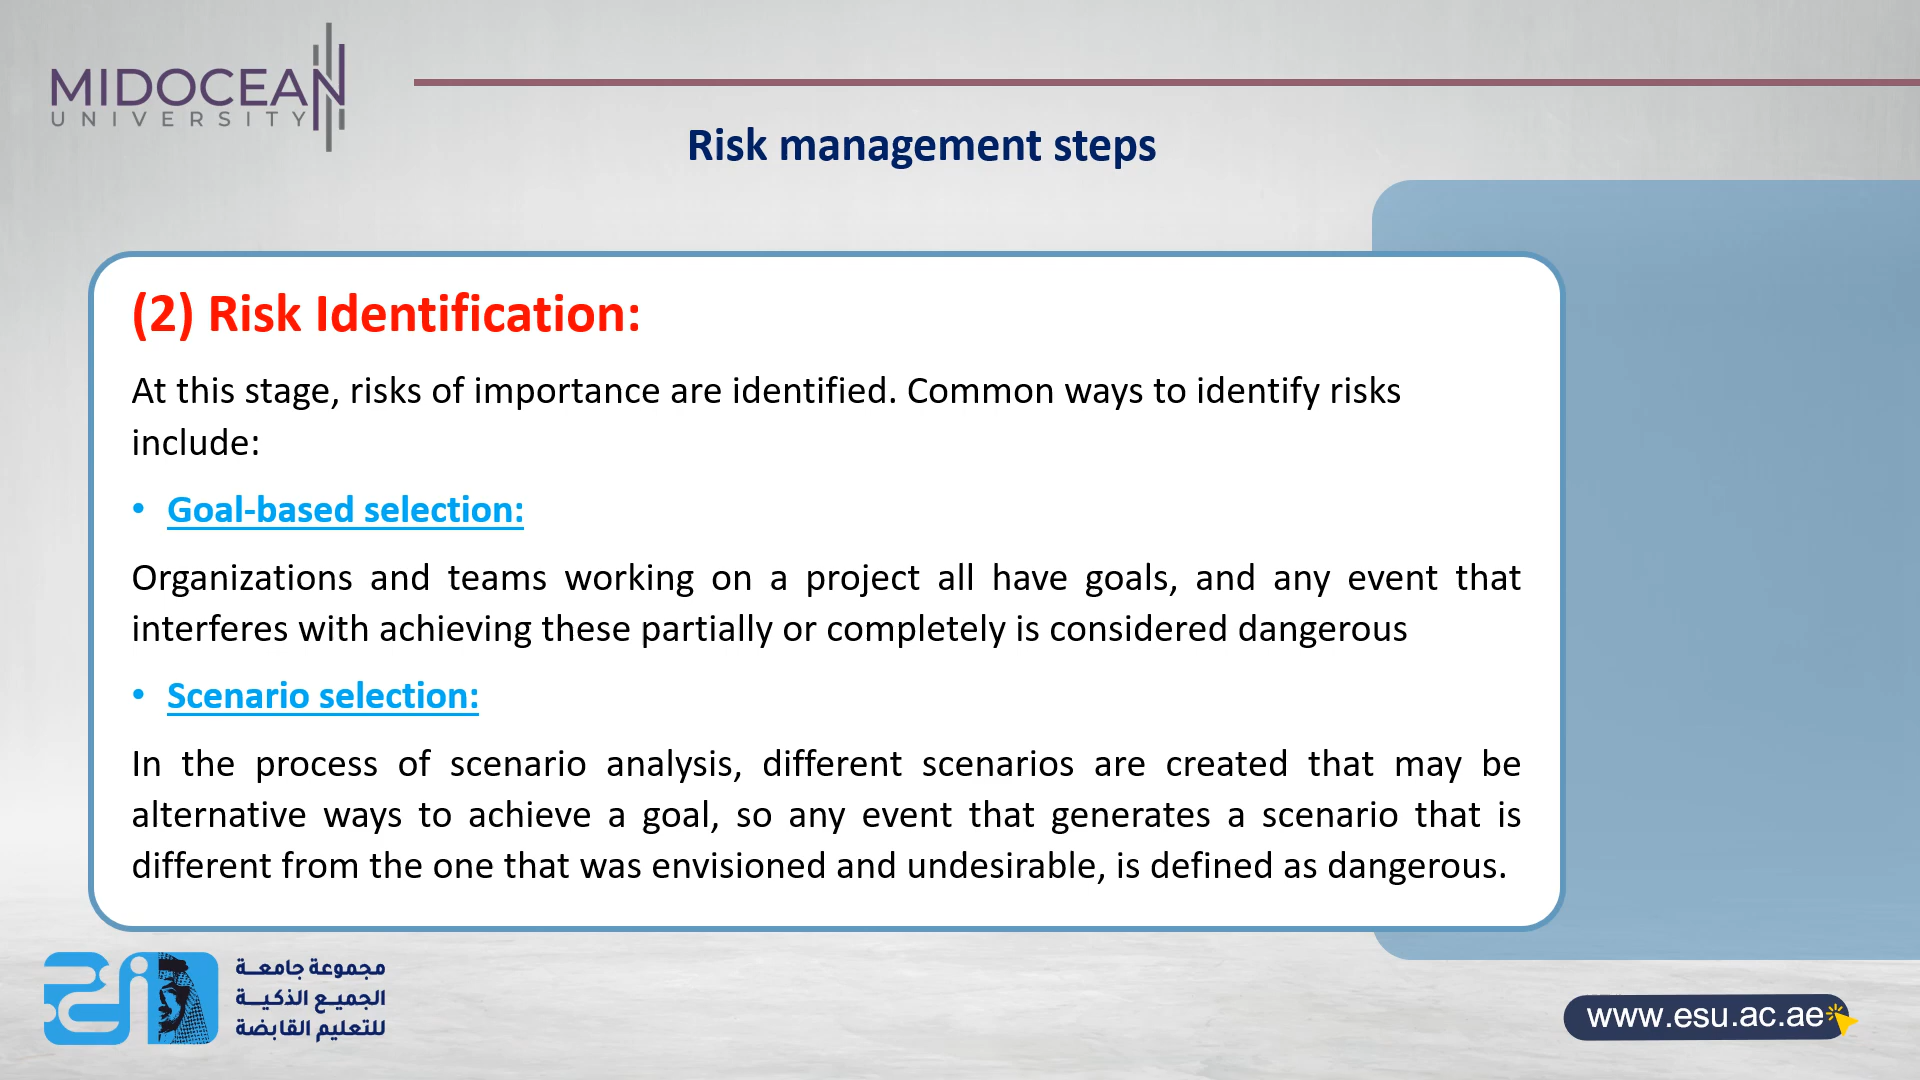 MIDOCEAN
UNIVERSITY
Risk management steps
(2) Risk Identification:
At this stage, risks of importance are identified. Common ways to identify risks
include:
• Goal-based selection:
Organizations and teams working on a project all have goals, and any event that
interferes with achieving these partially or completely is considered dangerous
• Scenario selection:
In the process of scenario analysis, different scenarios are created that may be
alternative ways to achieve a goal, so any event that generates a scenario that is
different from the one that was envisioned and undesirable, is defined as dangerous.
مجموعة جامعـــة
الجميـع الذكيـــة
للتعليم القابضة
www.esu.ac.ae